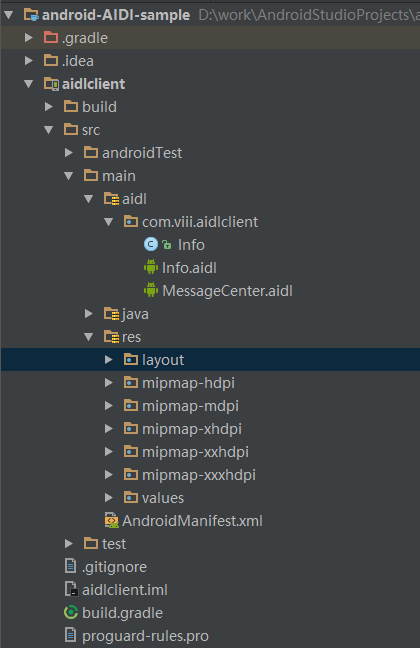 android-AIDI-sample D:\work\AndroidStudioProjects\a
.gradle
.idea
aidlclient
build
src
androidTest
main
aidl
com.viii.aidlclient
Info
Info.aidl
MessageCenter.aidl
java
res
layout
mipmap-hdpi
mipmap-mdpi
mipmap-xhdpi
mipmap-xxhdpi
mipmap-xxxhdpi
values
AndroidManifest.xml
test
.gitignore
aidlclient.iml
build.gradle
proguard-rules.pro